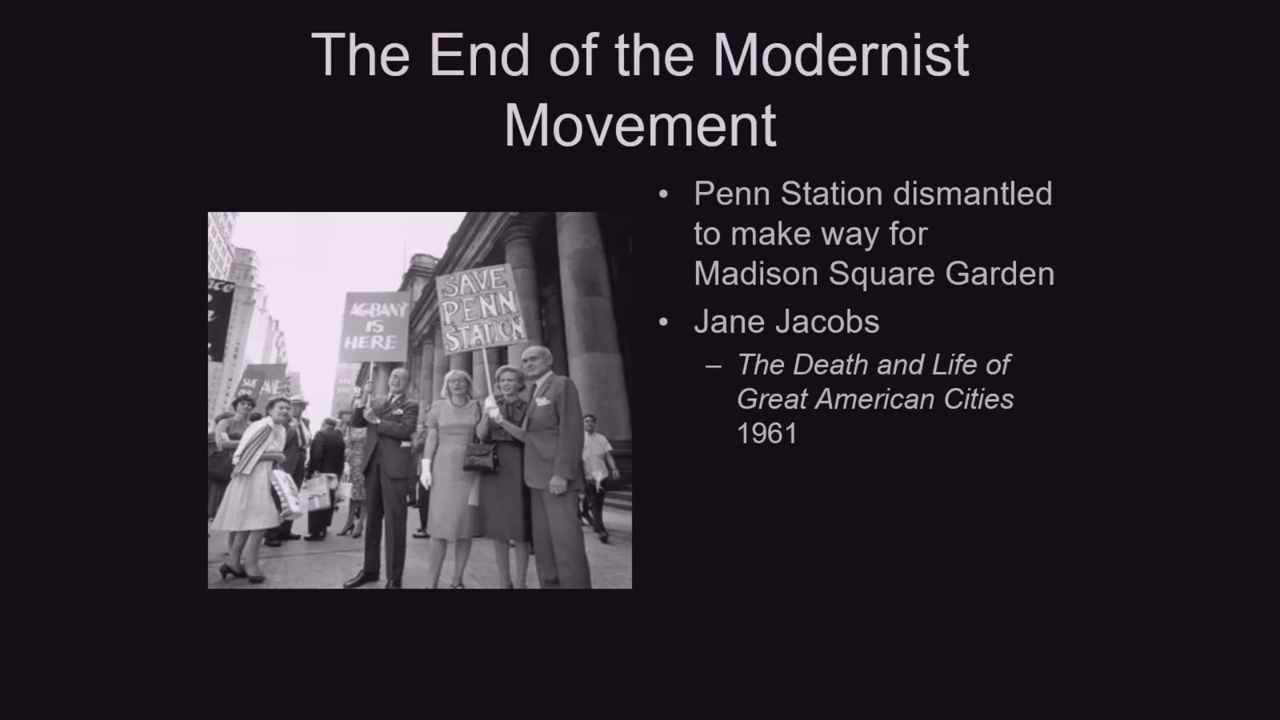 The End of the Modernist
Movement
• Penn Station dismantled
to make way for
Madison Square Garden
• Jane Jacobs
– The Death and Life of
Great American Cities
1961
AGBANY
IS
HERE
SAVE
PENN
STATION
SAVE